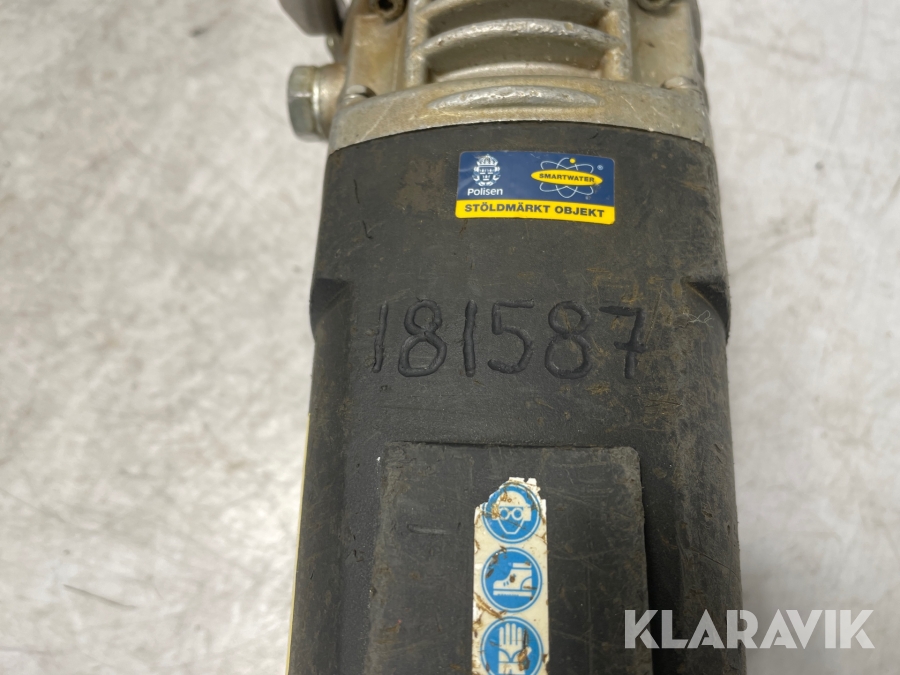 Polisen
SMARTWATER
STÖLDMÄRKT OBJEKT
181587
KLARAVIK